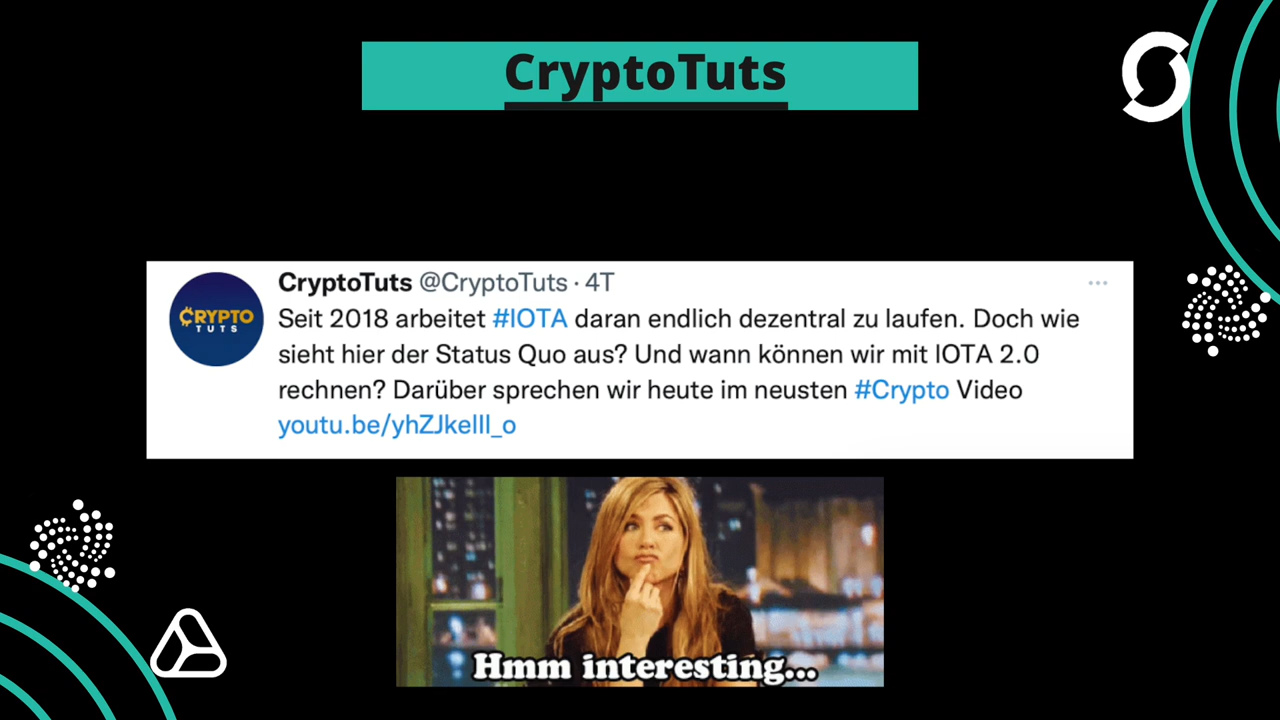 CryptoTuts
CryptoTuts @CryptoTuts · 4T
CRYPTO
TUTS
Seit 2018 arbeitet #IOTA daran endlich dezentral zu laufen. Doch wie
sieht hier der Status Quo aus? Und wann können wir mit IOTA 2.0
rechnen? Darüber sprechen wir heute im neusten #Crypto Video
youtu.be/yhZJkelll_o
Hmm interesting...